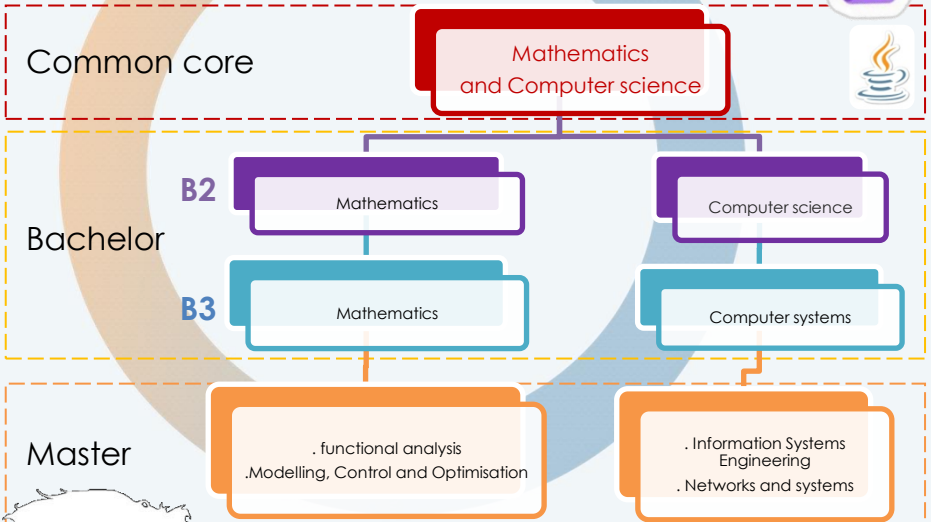 Common core
Mathematics
and Computer science
B2
Mathematics
Computer science
Bachelor
B3
Mathematics
Computer systems
Master
. functional analysis
.Modelling, Control and Optimisation
. Information Systems
Engineering
. Networks and systems